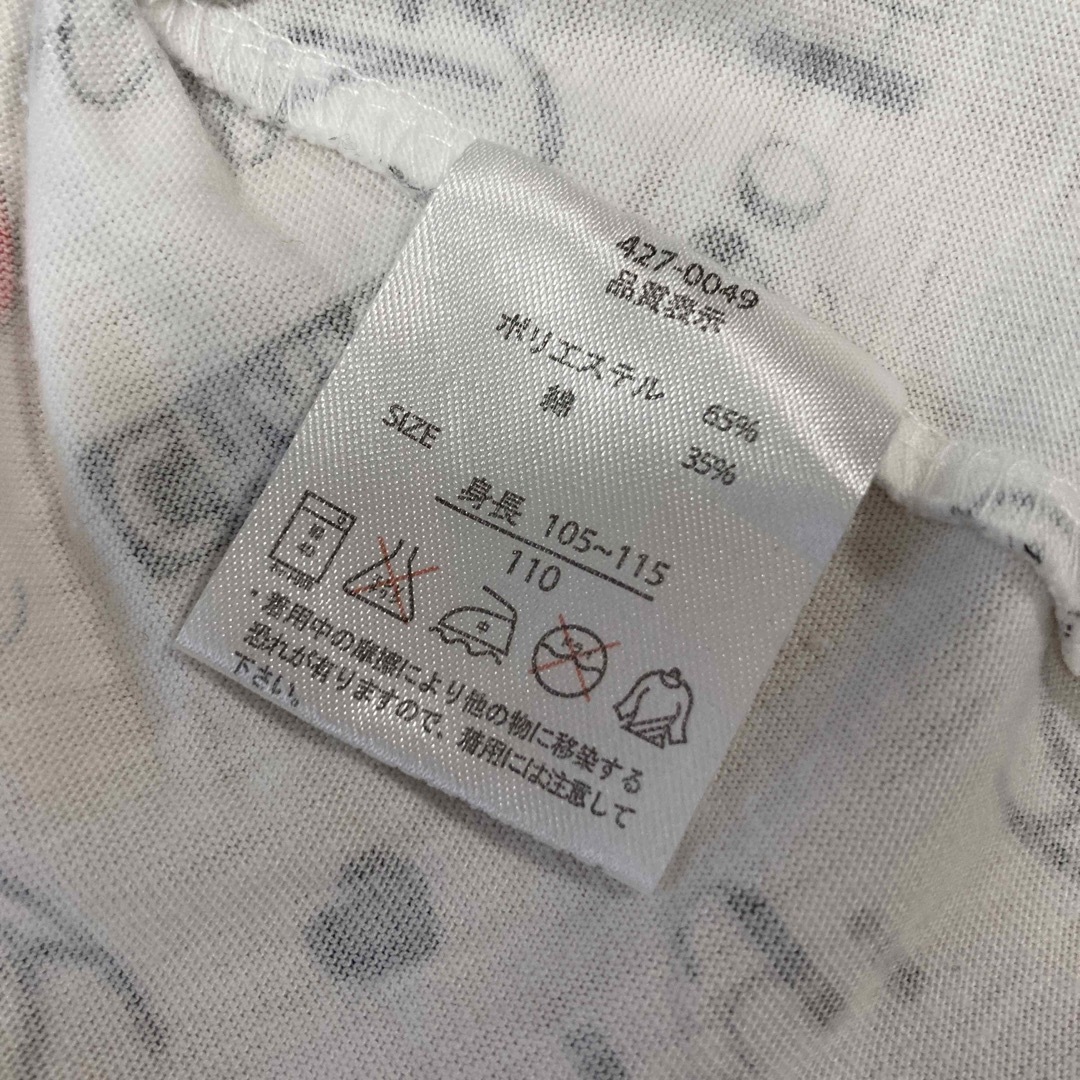 427-0049
品質表示
ポリエステル 65%
綿 35%
SIZE
身長 105~115
110
・着用中の摩擦により他の物に移染する
恐れが有りますので、着用には注意して
下さい。